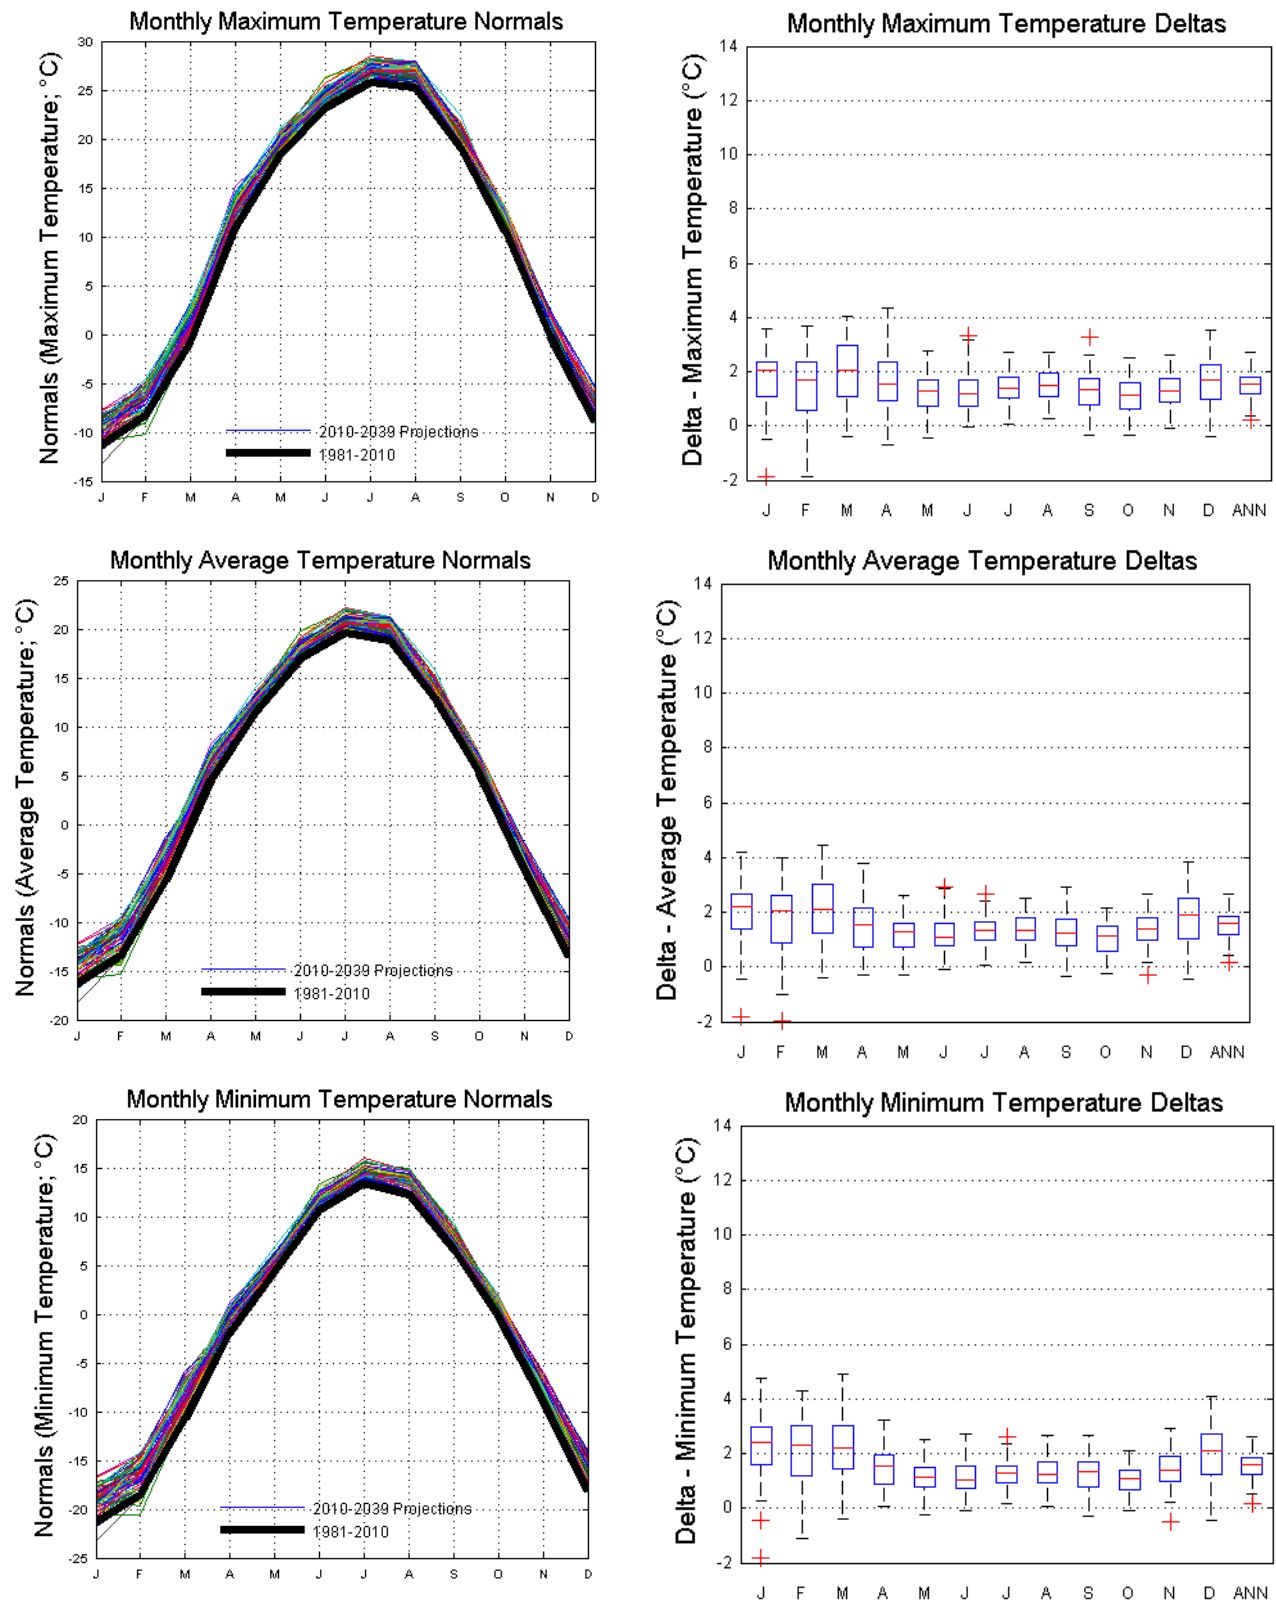 Monthly Maximum Temperature Normals
Normals (Maximum Temperature; °C)
30
25
20
15
10
5
0
-5
-10
-15
2010-2039 Projections
1981-2010
J F M A M J J A S O N D
Monthly Maximum Temperature Deltas
Delta - Maximum Temperature (°C)
14
12
10
8
6
4
2
0
-2
J F M A M J J A S O N D ANN
Monthly Average Temperature Normals
Normals (Average Temperature; °C)
25
20
15
10
5
0
-5
-10
-15
-20
2010-2039 Projections
1981-2010
J F M A M J J A S O N D
Monthly Average Temperature Deltas
Delta - Average Temperature (°C)
14
12
10
8
6
4
2
0
-2
J F M A M J J A S O N D ANN
Monthly Minimum Temperature Normals
Normals (Minimum Temperature; °C)
20
15
10
5
0
-5
-10
-15
-20
-25
2010-2039 Projections
1981-2010
J F M A M J J A S O N D
Monthly Minimum Temperature Deltas
Delta - Minimum Temperature (°C)
14
12
10
8
6
4
2
0
-2
J F M A M J J A S O N D ANN